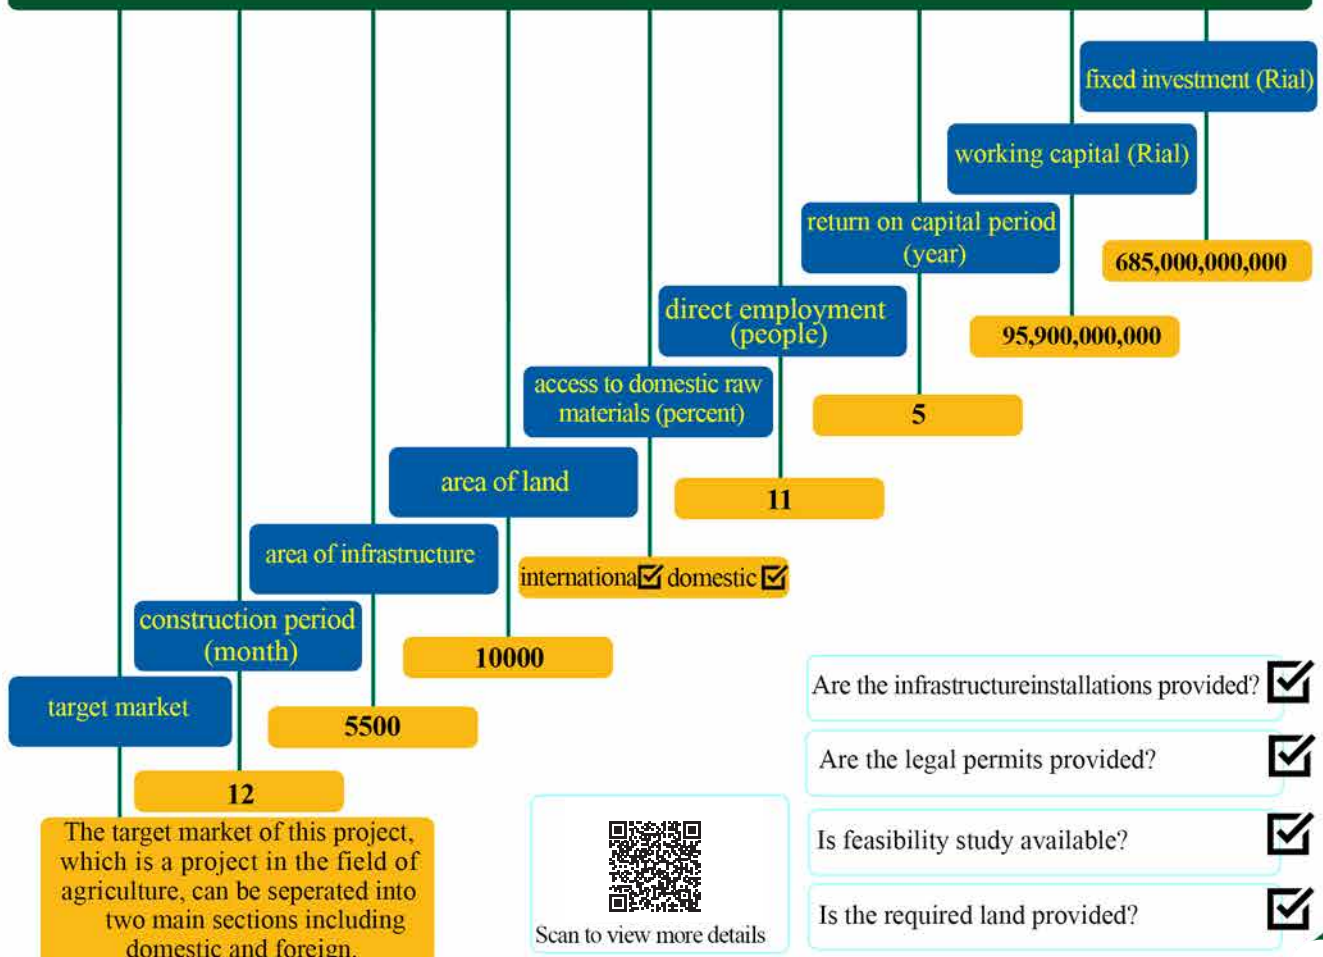 fixed investment (Rial)
685,000,000,000
working capital (Rial)
95,900,000,000
return on capital period
(year)
5
direct employment
(people)
11
access to domestic raw
materials (percent)
internationa domestic
area of land
10000
area of infrastructure
5500
construction period
(month)
12
target market
The target market of this project,
which is a project in the field of
agriculture, can be seperated into
two main sections including
domestic and foreign.
Scan to view more details
Are the infrastructureinstallations provided?
Are the legal permits provided?
Is feasibility study available?
Is the required land provided?